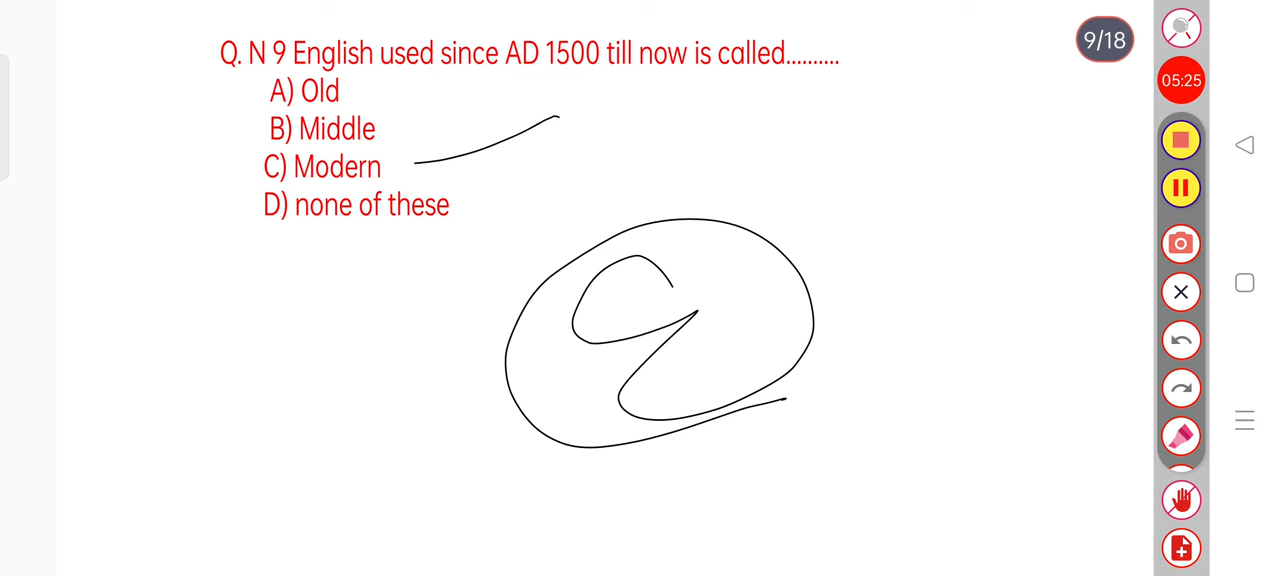 Q. N 9 English used since AD 1500 till now is called..........
A) Old
B) Middle
C) Modern
D) none of these
9/18
05:25